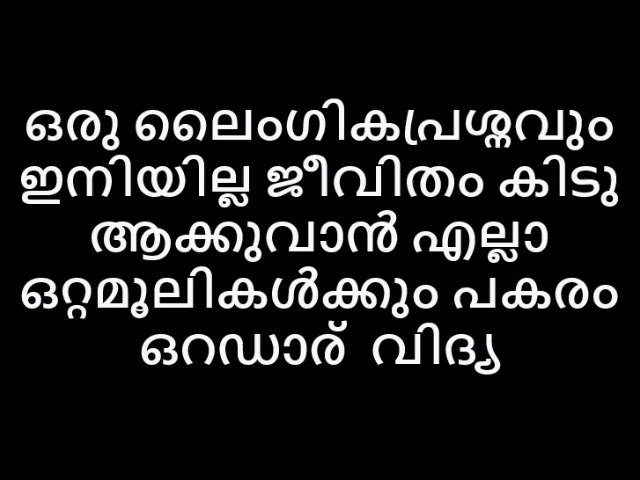 ഒരു ലൈംഗികപ്രശ്നവും
ഇനിയില്ല ജീവിതം കിടു
ആക്കുവാൻ എല്ലാ
ഒറ്റമൂലികൾക്കും പകരം
ഒറഡാര് വിദ്യ